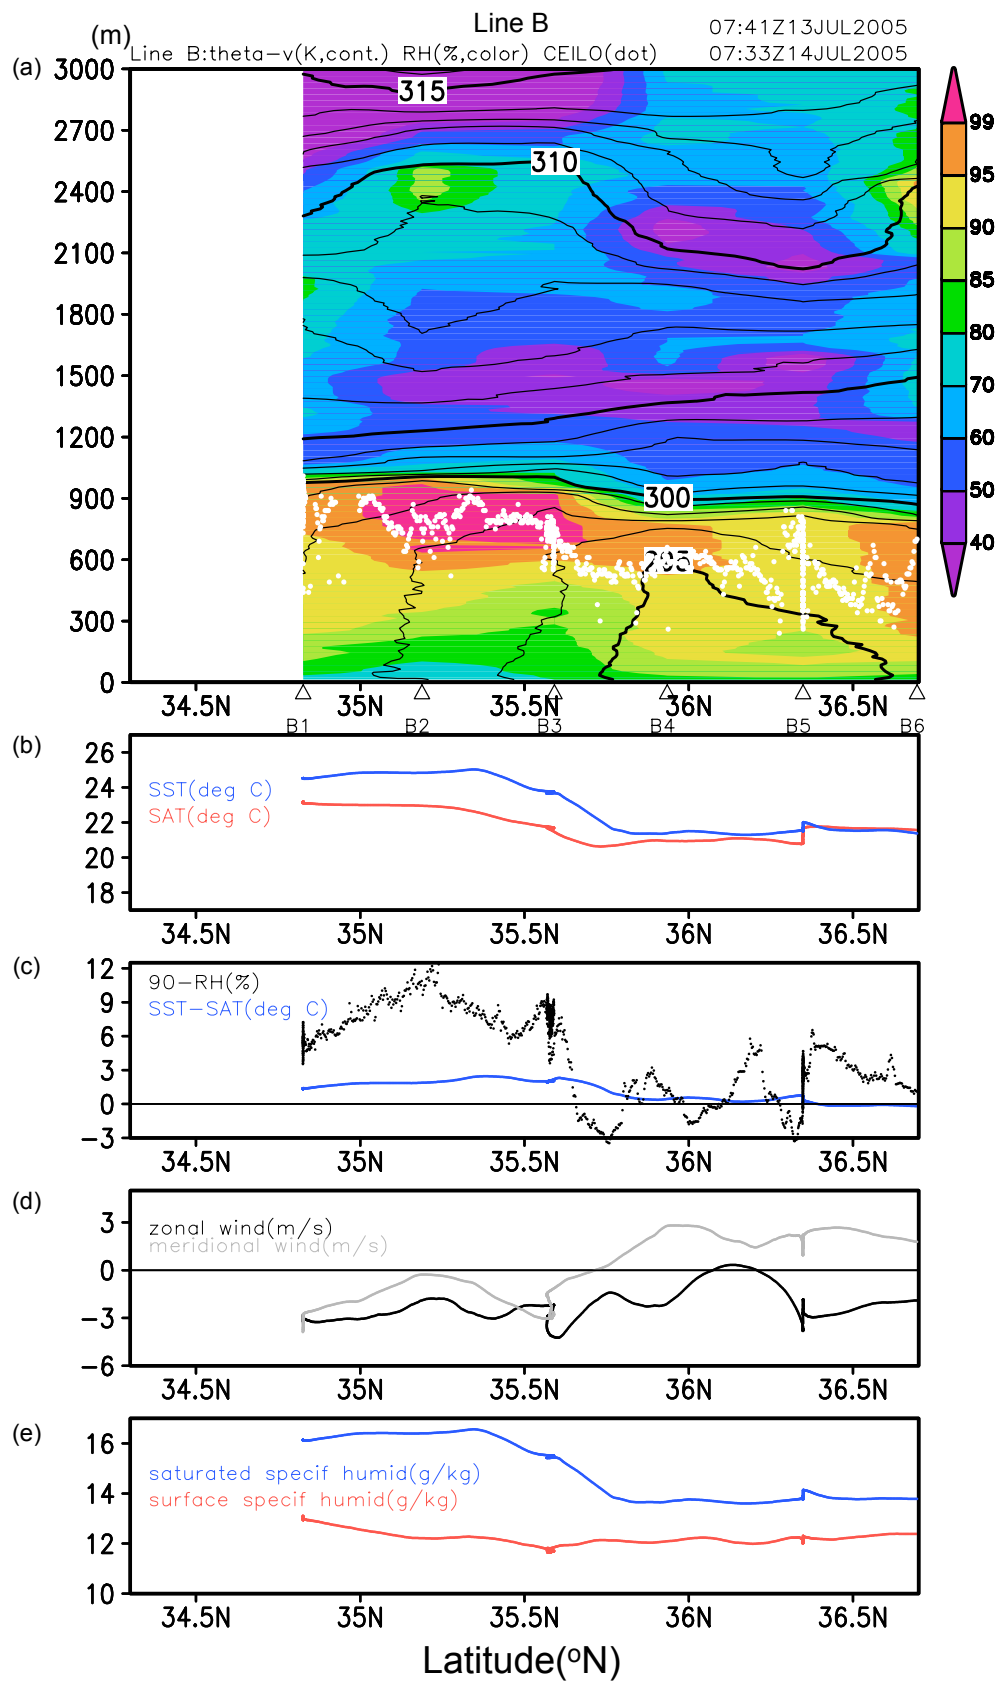 Line B
(m)
07:41Z13JUL2005
(a)
Line B:theta-v(K,cont.) RH(%,color) CEILO(dot)
07:33Z14JUL2005
3000
2700
2400
2100
1800
1500
1200
900
600
300
0
315
310
300
295
99
95
90
85
80
70
60
50
40
34.5N 35N 35.5N 36N 36.5N
B1 B2 B3 B4 B5 B6
(b)
26
24
22
20
18
SST(deg C)
SAT(deg C)
34.5N 35N 35.5N 36N 36.5N
(c)
12
9
6
3
0
-3
90-RH(%)
SST-SAT(deg C)
34.5N 35N 35.5N 36N 36.5N
(d)
3
0
-3
-6
zonal wind(m/s)
meridional wind(m/s)
34.5N 35N 35.5N 36N 36.5N
(e)
16
14
12
10
saturated specif humid(g/kg)
surface specif humid(g/kg)
34.5N 35N 35.5N 36N 36.5N
Latitude(°N)